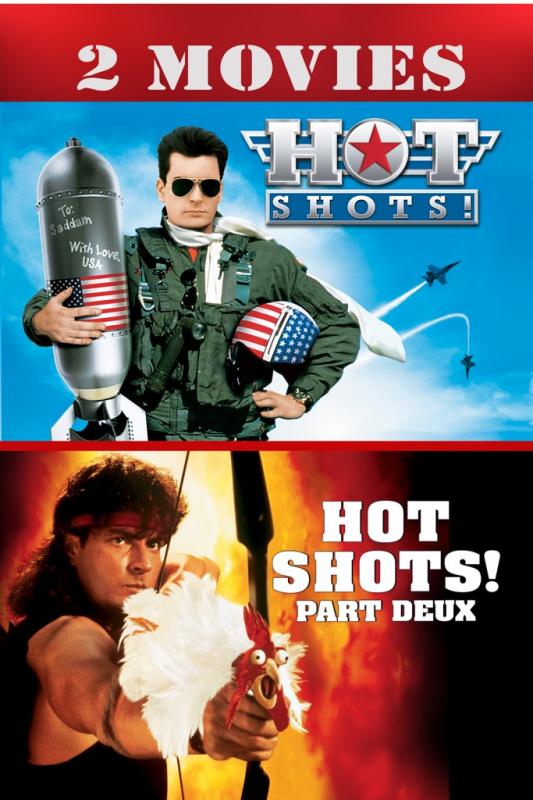 2 MOVIES
HOT
SHOTS!
To:
Saddam
With Love,
USA
HOT
SHOTS!
PART DEUX